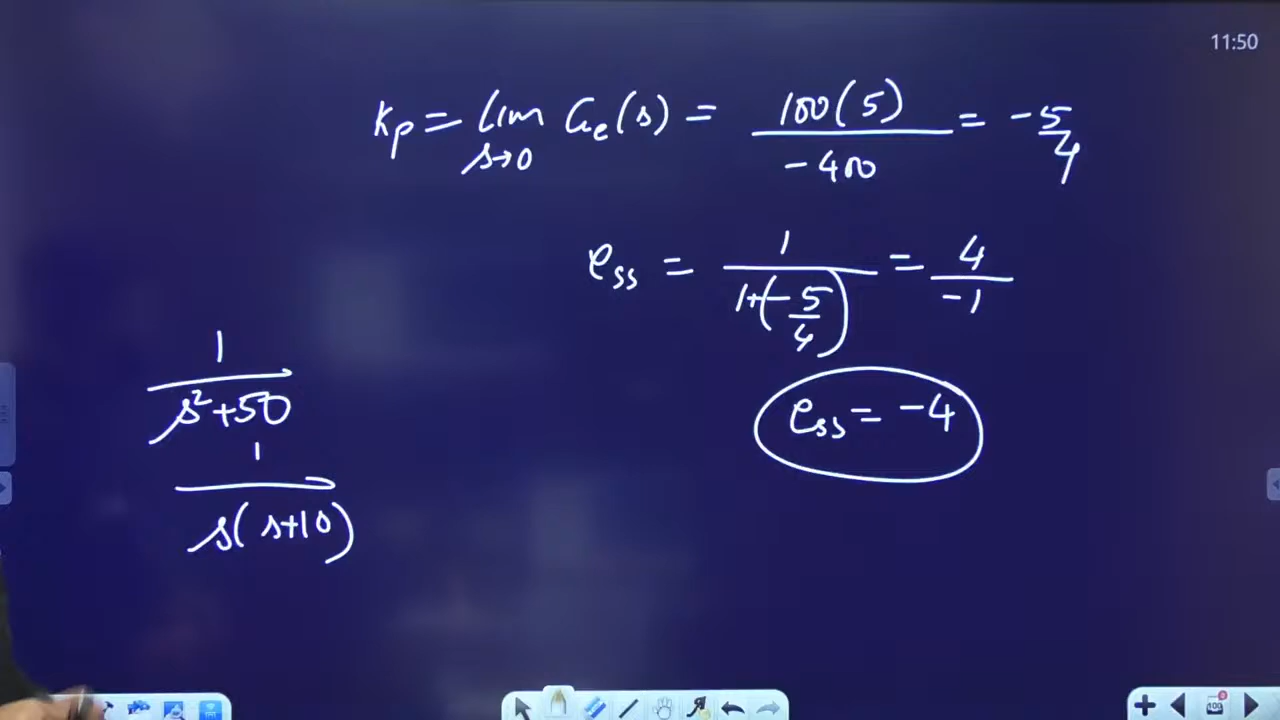 11:50
Kp = lim s→0 Ge(s) = 100(5) / -400 = -5/4
ess = 1 / (1+(-5/4)) = 4 / -1
ess = -4
1 / (s²+50)
1 / (s(s+10))
100